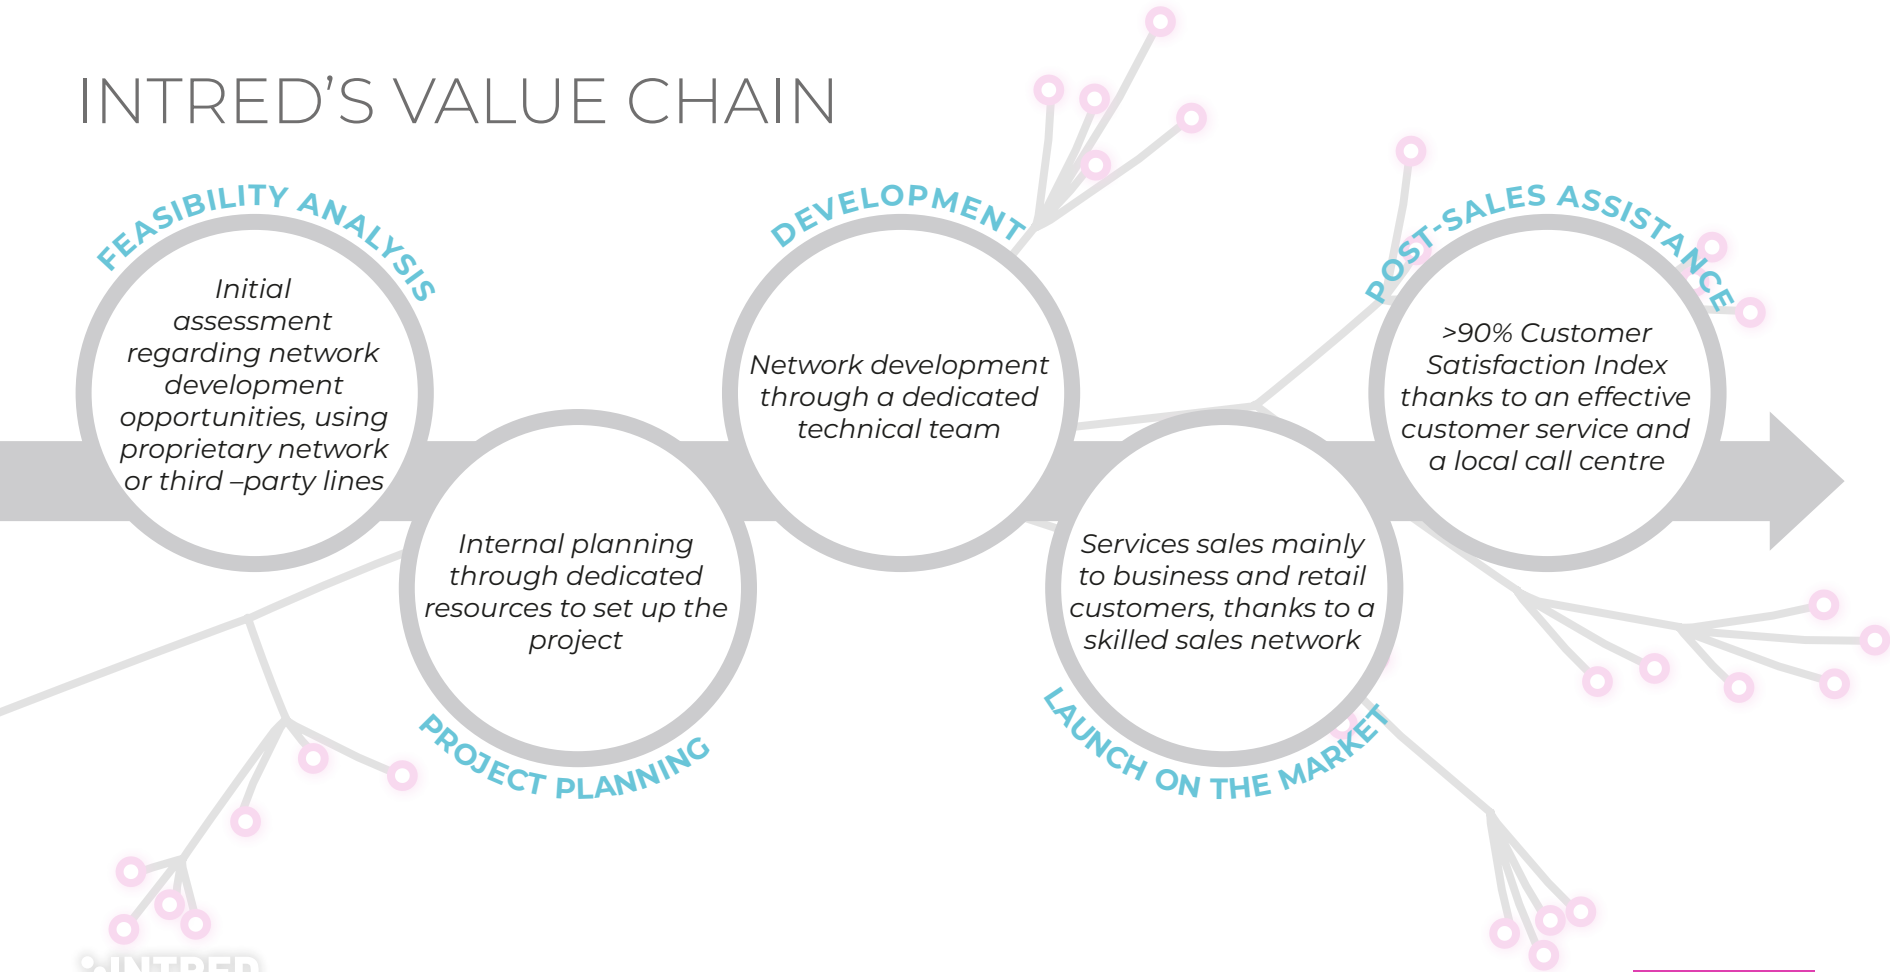 INTRED’S VALUE CHAIN
FEASIBILITY ANALYSIS
Initial
assessment
regarding network
development
opportunities, using
proprietary network
or third –party lines
PROJECT PLANNING
Internal planning
through dedicated
resources to set up the
project
DEVELOPMENT
Network development
through a dedicated
technical team
LAUNCH ON THE MARKET
Services sales mainly
to business and retail
customers, thanks to a
skilled sales network
POST-SALES ASSISTANCE
>90% Customer
Satisfaction Index
thanks to an effective
customer service and
a local call centre
INTRED